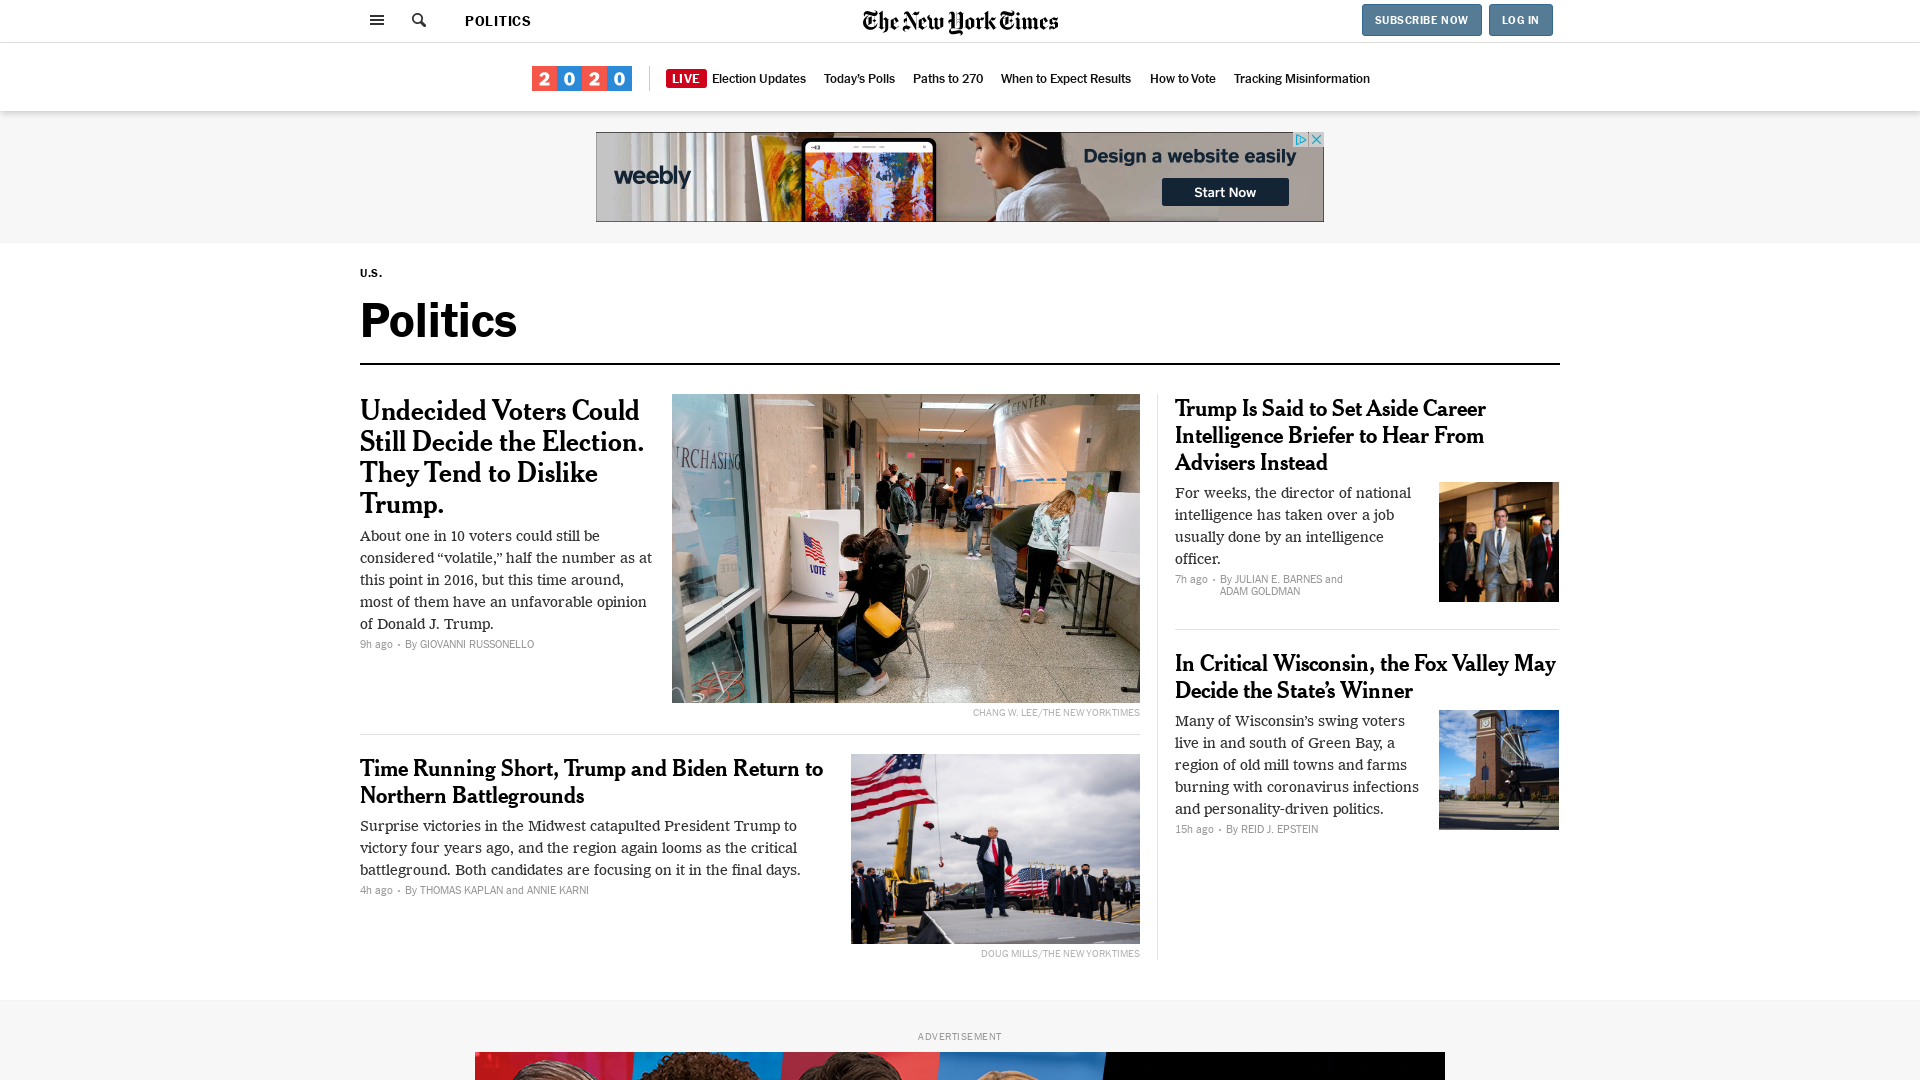 POLITICS
The New York Times
SUBSCRIBE NOW
LOG IN
2020
LIVE Election Updates
Today's Polls
Paths to 270
When to Expect Results
How to Vote
Tracking Misinformation
weebly
Design a website easily
Start Now
U.S.
Politics
Undecided Voters Could
Still Decide the Election.
They Tend to Dislike
Trump.
About one in 10 voters could still be
considered “volatile,” half the number as at
this point in 2016, but this time around,
most of them have an unfavorable opinion
of Donald J. Trump.
9h ago • By GIOVANNI RUSSONELLO
URCHASING
CENTER
VOTE
CHANG W. LEE/THE NEW YORK TIMES
Time Running Short, Trump and Biden Return to
Northern Battlegrounds
Surprise victories in the Midwest catapulted President Trump to
victory four years ago, and the region again looms as the critical
battleground. Both candidates are focusing on it in the final days.
4h ago • By THOMAS KAPLAN and ANNIE KARNI
DOUG MILLS/THE NEW YORK TIMES
Trump Is Said to Set Aside Career
Intelligence Briefer to Hear From
Advisers Instead
For weeks, the director of national
intelligence has taken over a job
usually done by an intelligence
officer.
7h ago • By JULIAN E. BARNES and
ADAM GOLDMAN
In Critical Wisconsin, the Fox Valley May
Decide the State’s Winner
Many of Wisconsin’s swing voters
live in and south of Green Bay, a
region of old mill towns and farms
burning with coronavirus infections
and personality-driven politics.
15h ago • By REID J. EPSTEIN
ADVERTISEMENT